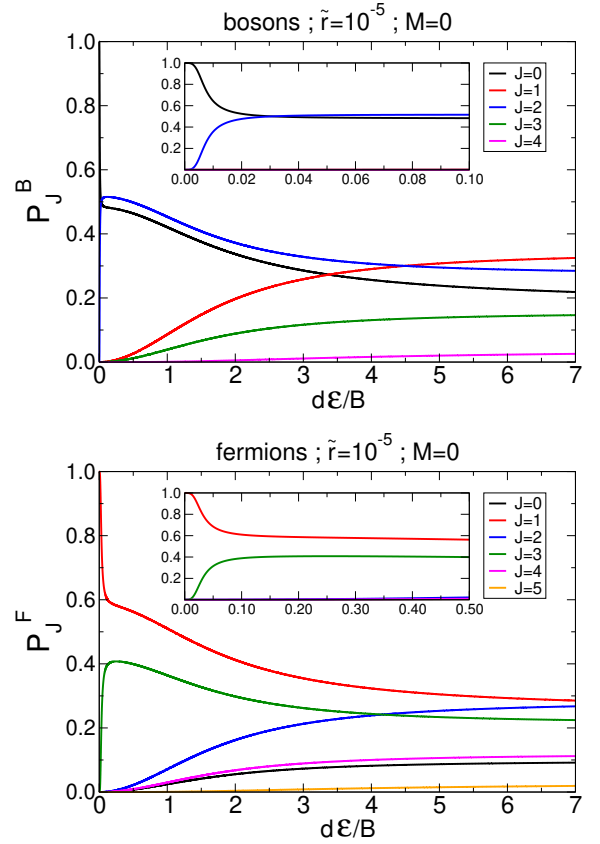 bosons ; r̃=10⁻⁵ ; M=0
1.0
0.8
0.6
0.4
0.2
0.0
P_J^B
1.0
0.8
0.6
0.4
0.2
0.00 0.02 0.04 0.06 0.08 0.10
J=0
J=1
J=2
J=3
J=4
0 1 2 3 4 5 6 7
dε/B
fermions ; r̃=10⁻⁵ ; M=0
1.0
0.8
0.6
0.4
0.2
0.0
P_J^F
1.0
0.8
0.6
0.4
0.2
0.00 0.10 0.20 0.30 0.40 0.50
J=0
J=1
J=2
J=3
J=4
J=5
0 1 2 3 4 5 6 7
dε/B